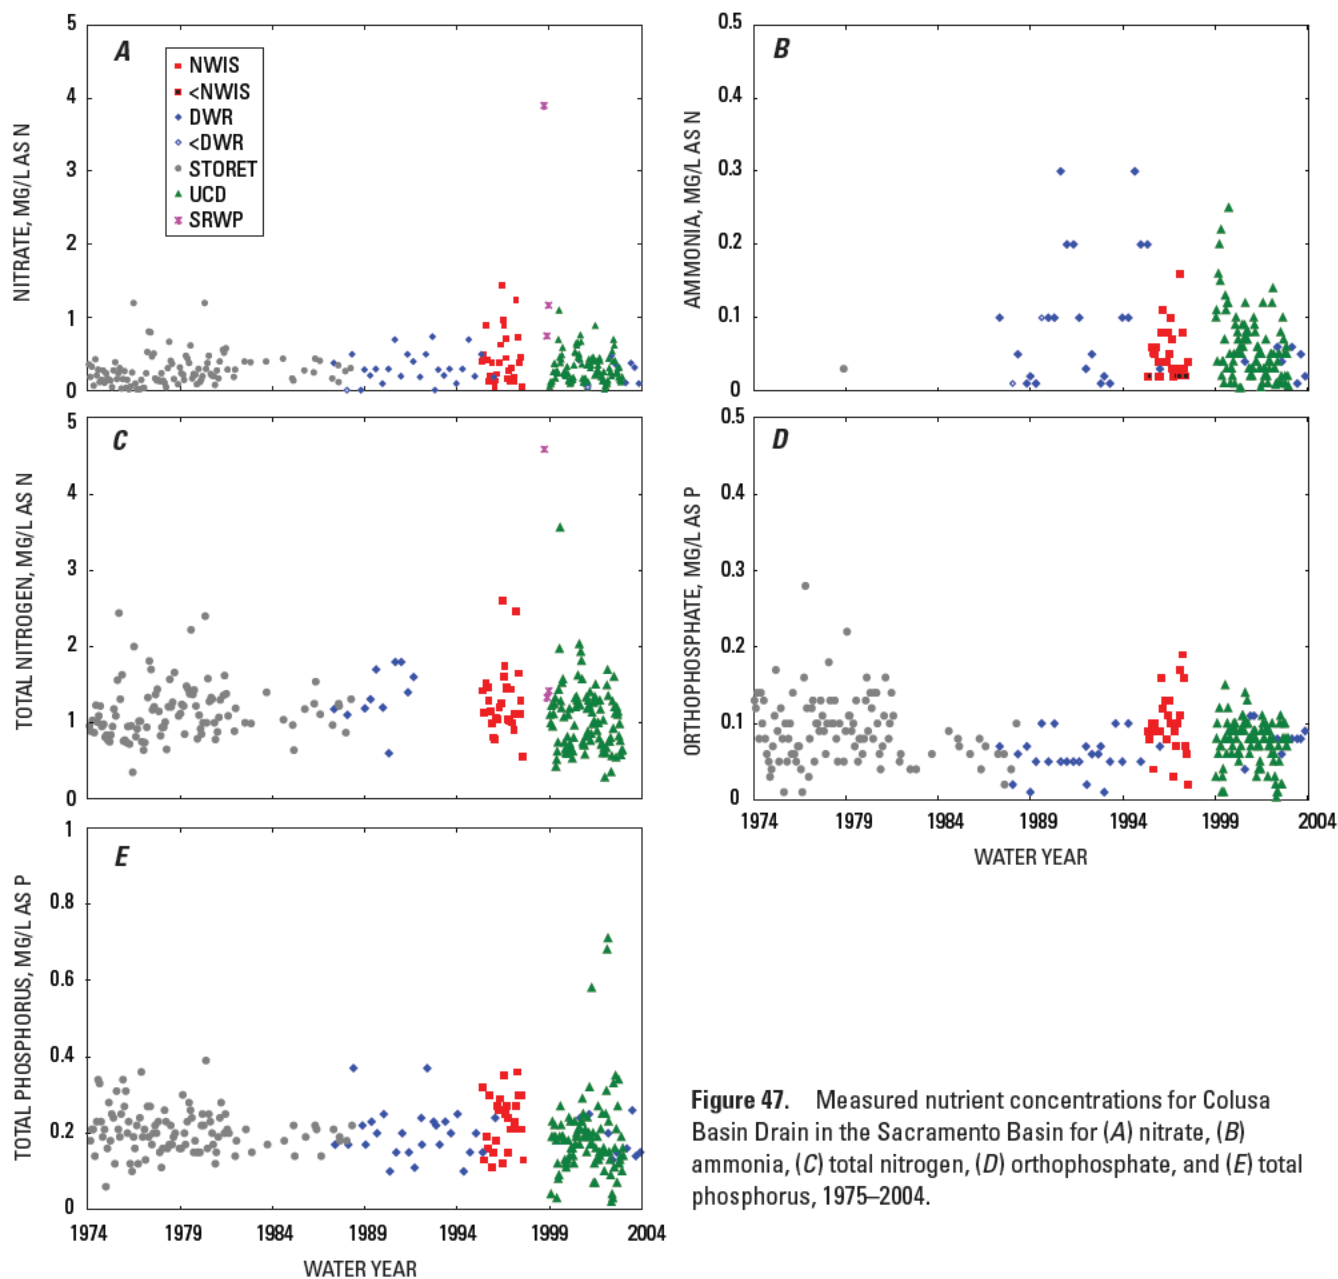 A
NITRATE, MG/L AS N
5
4
3
2
1
0
NWIS
<NWIS
DWR
<DWR
STORET
UCD
SRWP
B
AMMONIA, MG/L AS N
0.5
0.4
0.3
0.2
0.1
0
C
TOTAL NITROGEN, MG/L AS N
5
4
3
2
1
0
D
ORTHOPHOSPHATE, MG/L AS P
0.5
0.4
0.3
0.2
0.1
0
1974 1979 1984 1989 1994 1999 2004
WATER YEAR
E
TOTAL PHOSPHORUS, MG/L AS P
1
0.8
0.6
0.4
0.2
0
1974 1979 1984 1989 1994 1999 2004
WATER YEAR
Figure 47. Measured nutrient concentrations for Colusa
Basin Drain in the Sacramento Basin for (A) nitrate, (B)
ammonia, (C) total nitrogen, (D) orthophosphate, and (E) total
phosphorus, 1975–2004.